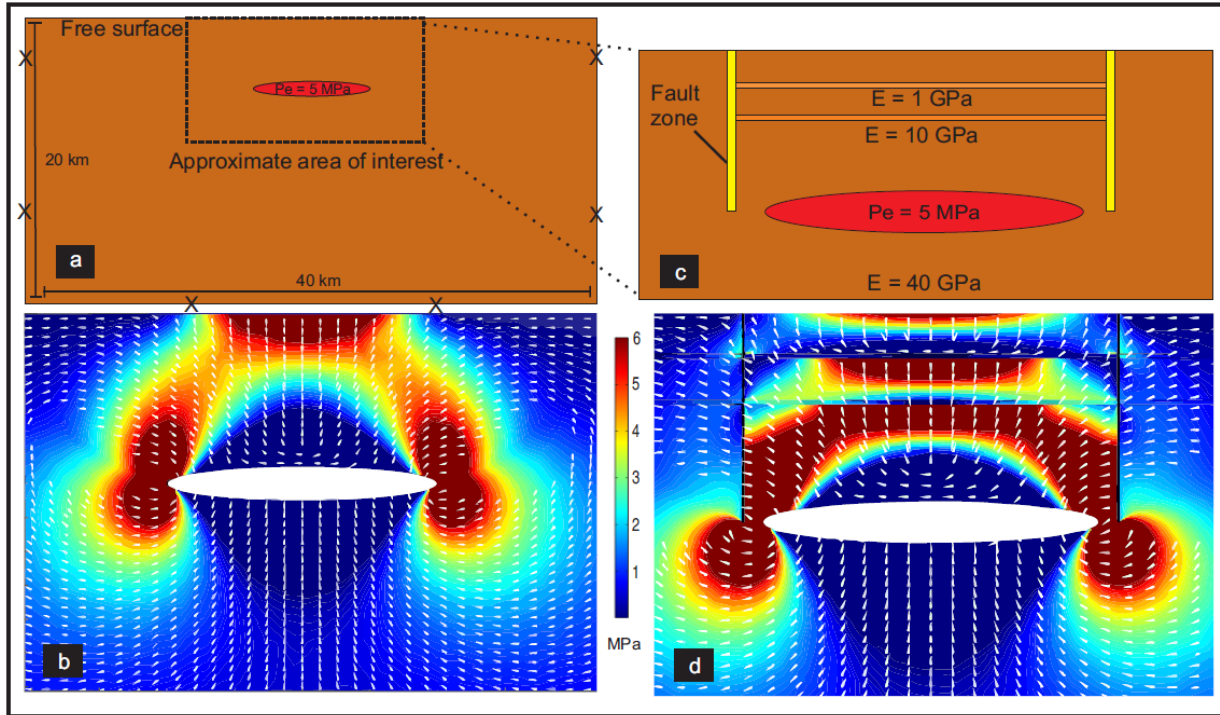 Free surface
X
X
Pe = 5 MPa
20 km
Approximate area of interest
X
X
a
40 km
X
X
Fault
zone
E = 1 GPa
E = 10 GPa
Pe = 5 MPa
c
E = 40 GPa
b
6
5
4
3
2
1
MPa
d